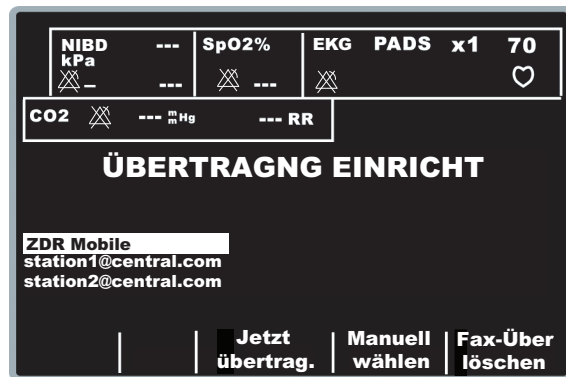 NIBD --- SpO2% EKG PADS x1 70
kPa
– --- ---
CO2 --- mmHg --- RR
ÜBERTRAGNG EINRICHT
ZDR Mobile
station1@central.com
station2@central.com
Jetzt Manuell Fax-Über
übertrag. wählen löschen